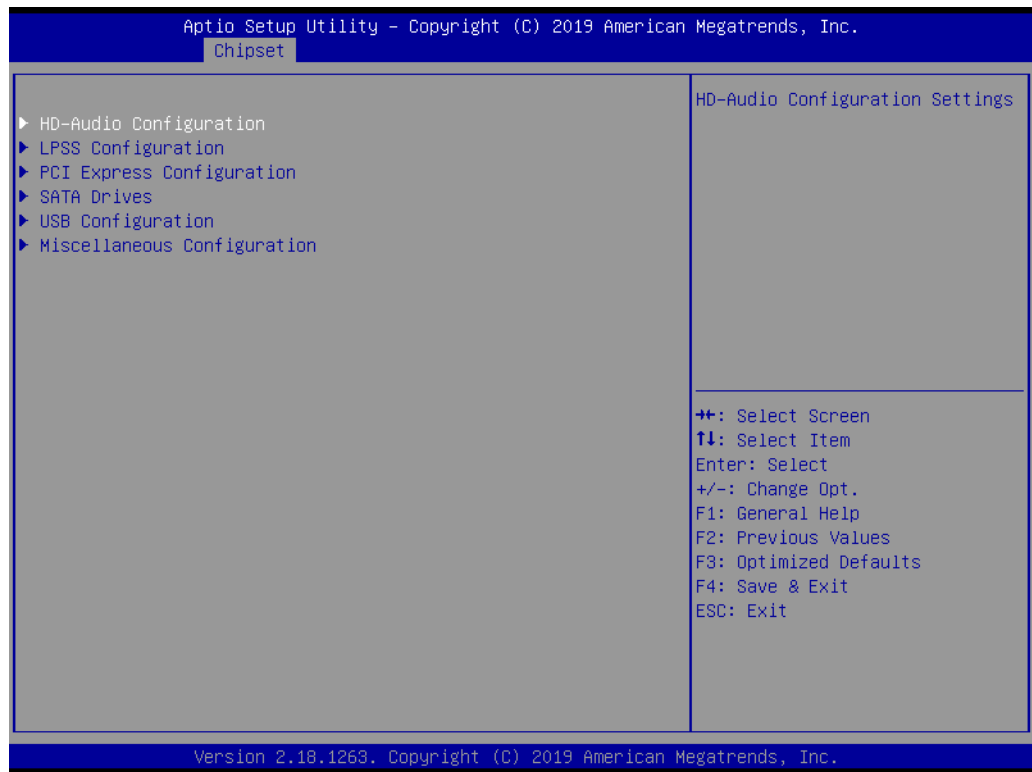 Aptio Setup Utility – Copyright (C) 2019 American Megatrends, Inc.
Chipset
HD-Audio Configuration
LPSS Configuration
PCI Express Configuration
SATA Drives
USB Configuration
Miscellaneous Configuration
HD-Audio Configuration Settings
→←: Select Screen
↑↓: Select Item
Enter: Select
+/-: Change Opt.
F1: General Help
F2: Previous Values
F3: Optimized Defaults
F4: Save & Exit
ESC: Exit
Version 2.18.1263. Copyright (C) 2019 American Megatrends, Inc.